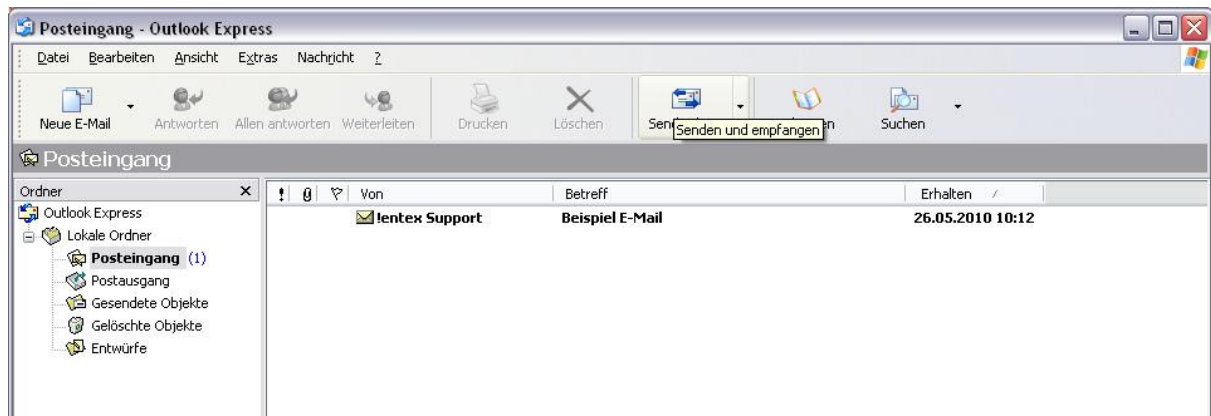 Posteingang - Outlook Express
Datei Bearbeiten Ansicht Extras Nachricht ?
Neue E-Mail Antworten Allen antworten Weiterleiten Drucken Löschen Senden und empfangen Suchen
Posteingang
Ordner x ! Von Betreff Erhalten
Outlook Express
!entex Support Beispiel E-Mail 26.05.2010 10:12
Lokale Ordner
Posteingang (1)
Postausgang
Gesendete Objekte
Gelöschte Objekte
Entwürfe